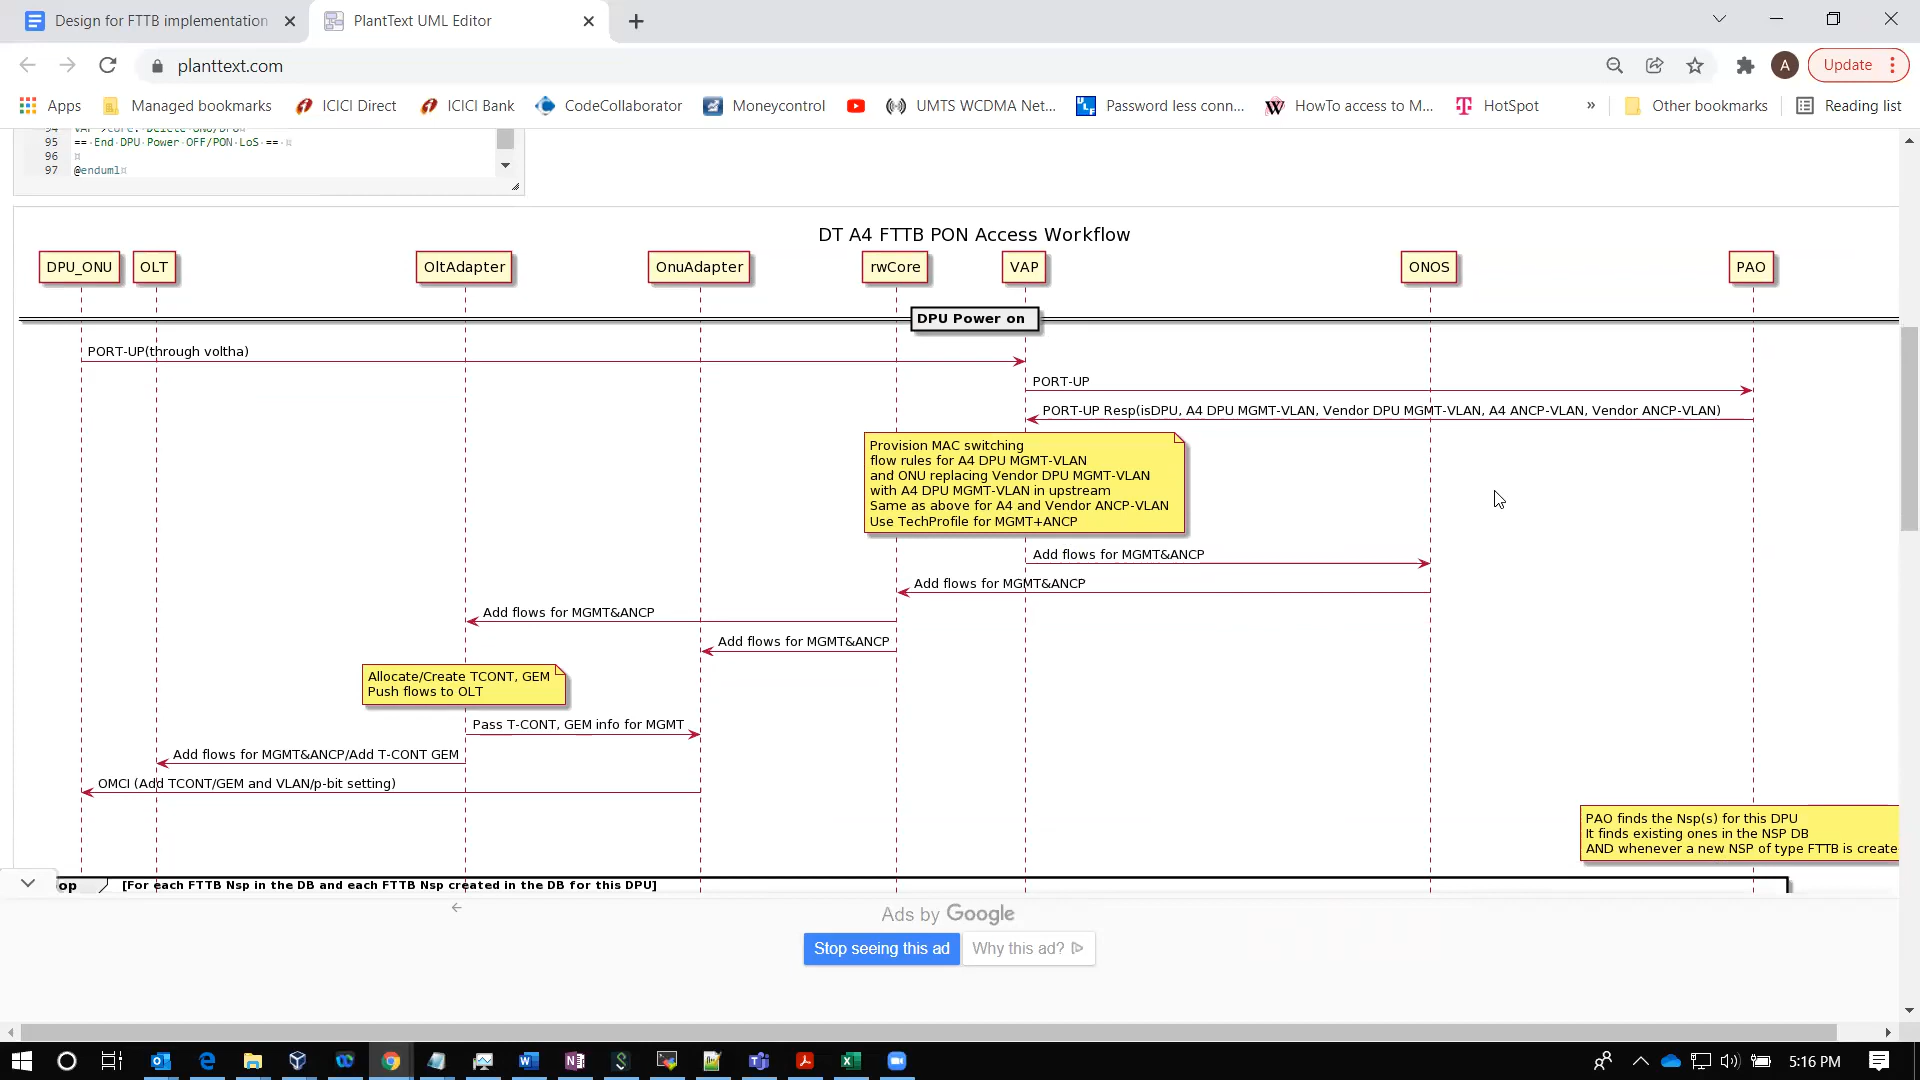 Design for FTTB implementation
PlantText UML Editor
planttext.com
A
Update
Apps
Managed bookmarks
ICICI Direct
ICICI Bank
CodeCollaborator
Moneycontrol
UMTS WCDMA Net...
Password less conn...
HowTo access to M...
HotSpot
»
Other bookmarks
Reading list
94 VAP->core: Delete ONU/DPU
95 == End DPU Power OFF/PON LoS ==
96
97 @enduml
DT A4 FTTB PON Access Workflow
DPU_ONU
OLT
OltAdapter
OnuAdapter
rwCore
VAP
ONOS
PAO
DPU Power on
PORT-UP(through voltha)
PORT-UP
PORT-UP Resp(isDPU, A4 DPU MGMT-VLAN, Vendor DPU MGMT-VLAN, A4 ANCP-VLAN, Vendor ANCP-VLAN)
Provision MAC switching
flow rules for A4 DPU MGMT-VLAN
and ONU replacing Vendor DPU MGMT-VLAN
with A4 DPU MGMT-VLAN in upstream
Same as above for A4 and Vendor ANCP-VLAN
Use TechProfile for MGMT+ANCP
Add flows for MGMT&ANCP
Add flows for MGMT&ANCP
Add flows for MGMT&ANCP
Add flows for MGMT&ANCP
Allocate/Create TCONT, GEM
Push flows to OLT
Pass T-CONT, GEM info for MGMT
Add flows for MGMT&ANCP/Add T-CONT GEM
OMCI (Add TCONT/GEM and VLAN/p-bit setting)
PAO finds the Nsp(s) for this DPU
It finds existing ones in the NSP DB
AND whenever a new NSP of type FTTB is create
op [For each FTTB Nsp in the DB and each FTTB Nsp created in the DB for this DPU]
Ads by Google
Stop seeing this ad
Why this ad?
5:16 PM